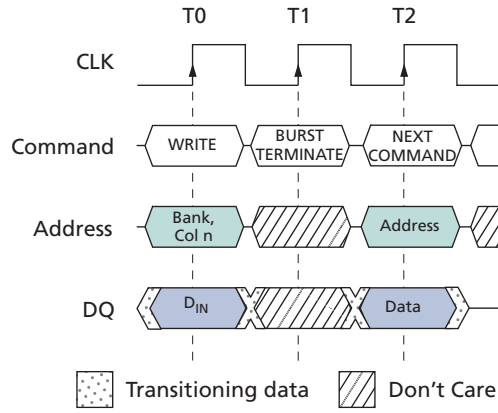 T0 T1 T2
CLK
Command WRITE BURST TERMINATE NEXT COMMAND
Address Bank, Col n Address
DQ DIN Data
Transitioning data Don't Care